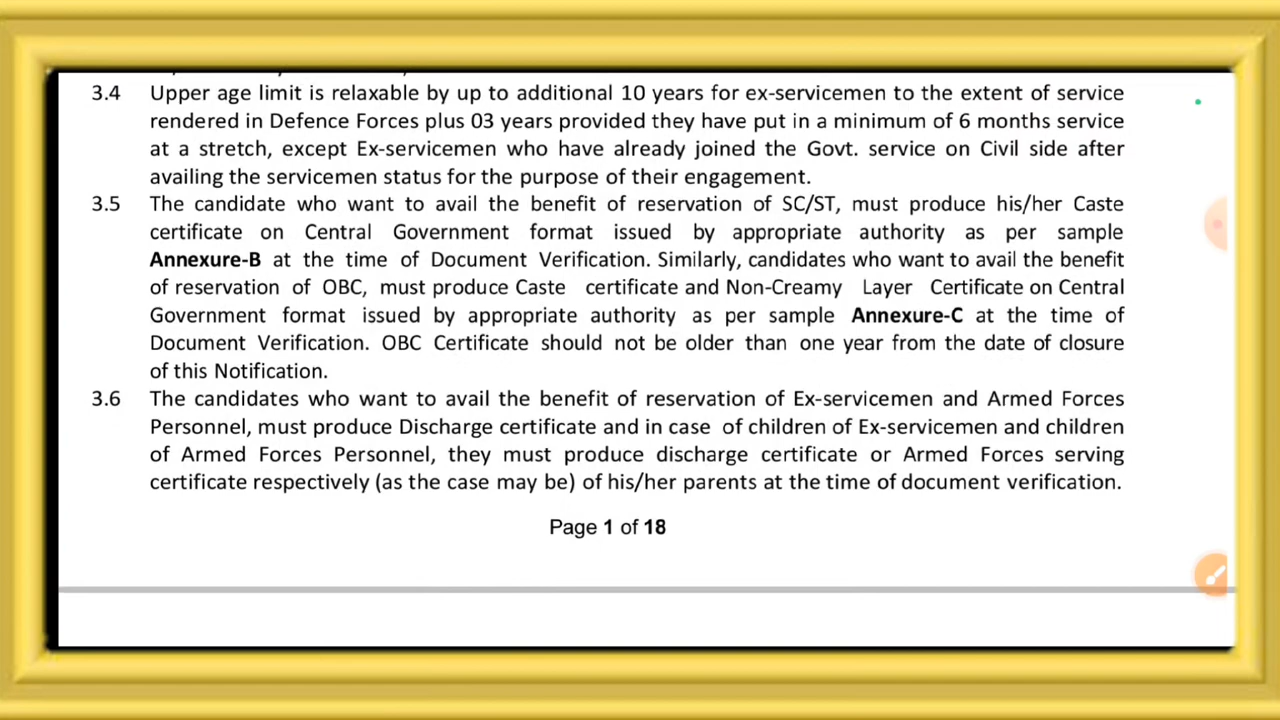 3.4 Upper age limit is relaxable by up to additional 10 years for ex-servicemen to the extent of service
rendered in Defence Forces plus 03 years provided they have put in a minimum of 6 months service
at a stretch, except Ex-servicemen who have already joined the Govt. service on Civil side after
availing the servicemen status for the purpose of their engagement.
3.5 The candidate who want to avail the benefit of reservation of SC/ST, must produce his/her Caste
certificate on Central Government format issued by appropriate authority as per sample
Annexure-B at the time of Document Verification. Similarly, candidates who want to avail the benefit
of reservation of OBC, must produce Caste certificate and Non-Creamy Layer Certificate on Central
Government format issued by appropriate authority as per sample Annexure-C at the time of
Document Verification. OBC Certificate should not be older than one year from the date of closure
of this Notification.
3.6 The candidates who want to avail the benefit of reservation of Ex-servicemen and Armed Forces
Personnel, must produce Discharge certificate and in case of children of Ex-servicemen and children
of Armed Forces Personnel, they must produce discharge certificate or Armed Forces serving
certificate respectively (as the case may be) of his/her parents at the time of document verification.
Page 1 of 18